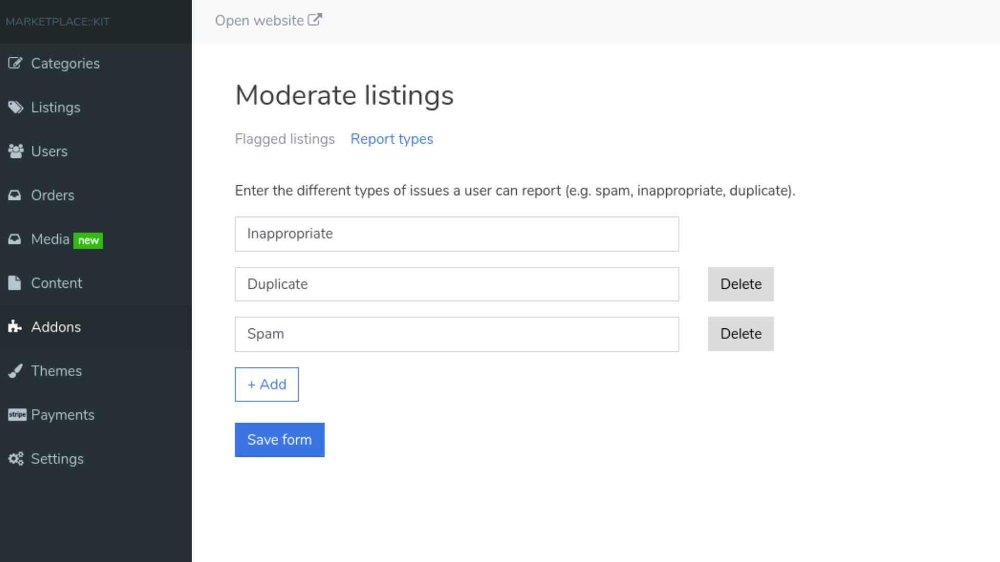 MARKETPLACE::KIT
Open website
Categories
Listings
Users
Orders
Media new
Content
Addons
Themes
stripe Payments
Settings
Moderate listings
Flagged listings Report types
Enter the different types of issues a user can report (e.g. spam, inappropriate, duplicate).
Inappropriate
Duplicate Delete
Spam Delete
+ Add
Save form